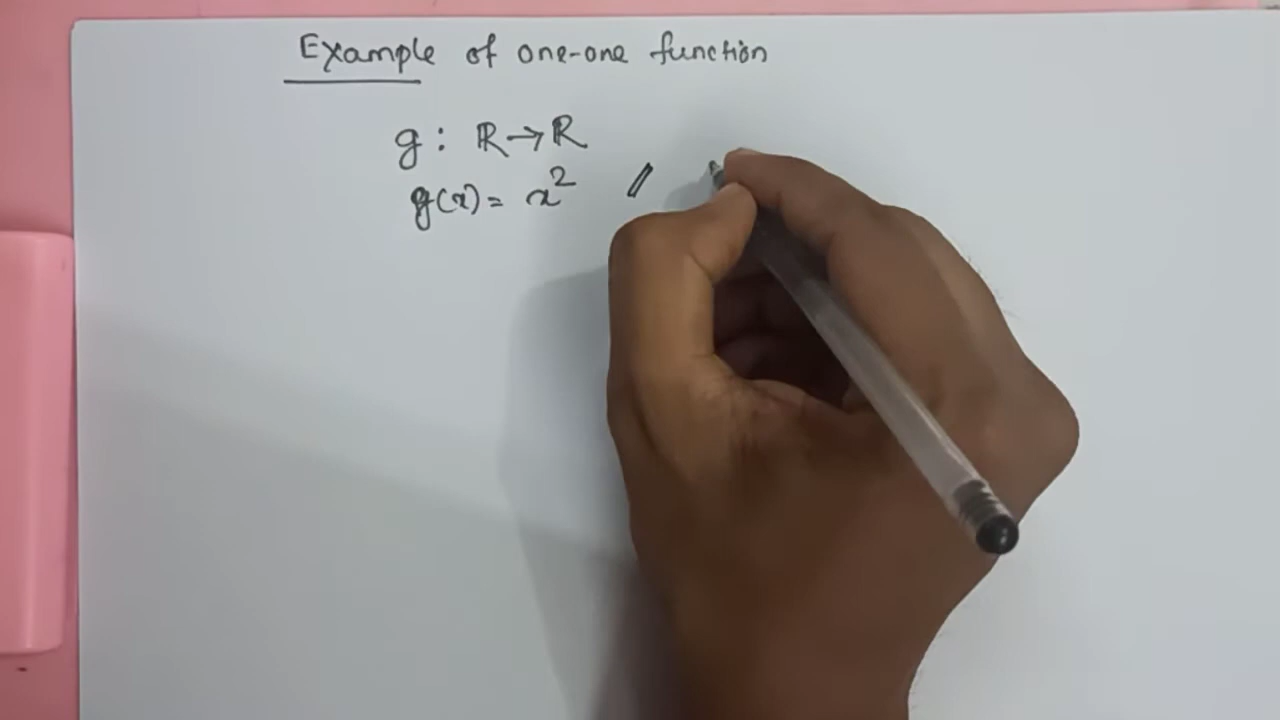 Example of one-one function
g: ℝ→ℝ
g(x)= x²